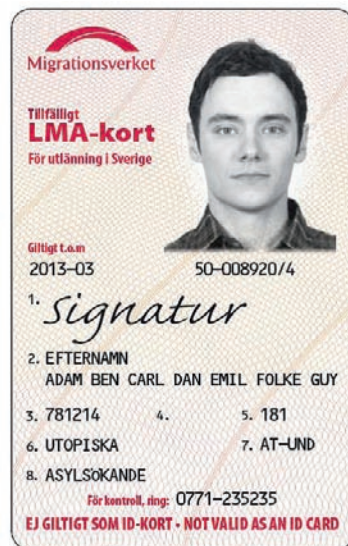 Migrationsverket
Tillfälligt
LMA-kort
För utlänning i Sverige
Giltigt t.o.m
2013-03 50-008920/4
1. Signatur
2. EFTERNAMN
ADAM BEN CARL DAN EMIL FOLKE GUY
3. 781214 4. 5. 181
6. UTOPISKA 7. AT-UND
8. ASYLSÖKANDE
För kontroll, ring: 0771-235235
EJ GILTIGT SOM ID-KORT • NOT VALID AS AN ID CARD